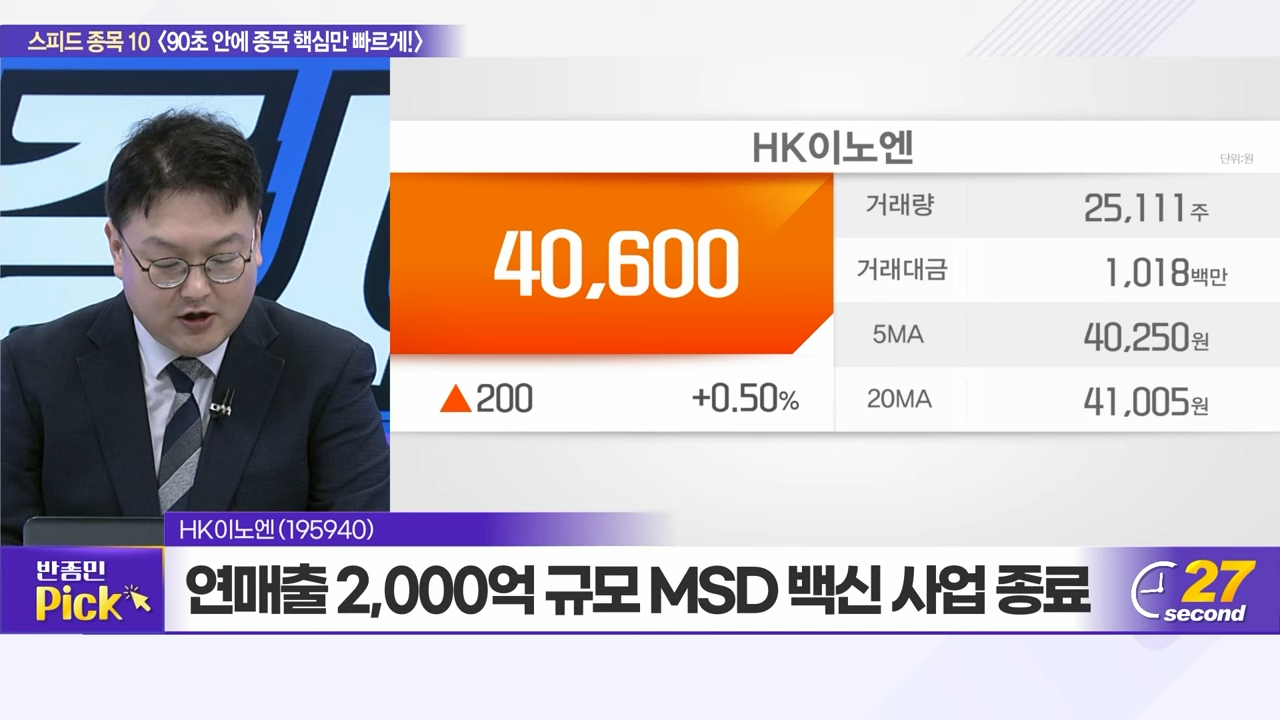 스피드 종목 10 〈90초 안에 종목 핵심만 빠르게!〉
HK이노엔
단위:원
40,600
▲200 +0.50%
거래량 25,111주
거래대금 1,018백만
5MA 40,250원
20MA 41,005원
HK이노엔(195940)
반종민
Pick
연매출 2,000억 규모 MSD 백신 사업 종료
27
second